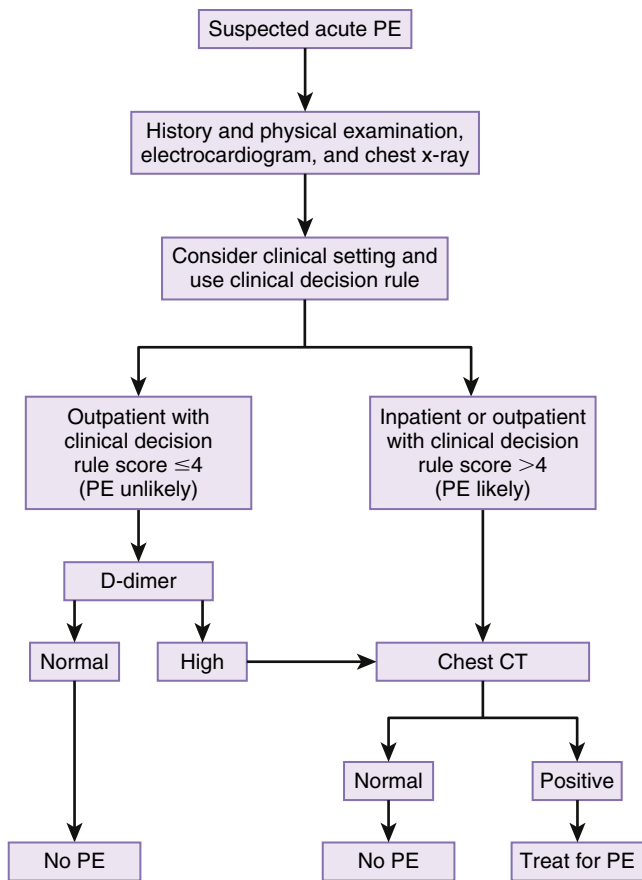 Suspected acute PE
History and physical examination,
electrocardiogram, and chest x-ray
Consider clinical setting and
use clinical decision rule
Outpatient with
clinical decision
rule score ≤4
(PE unlikely)
Inpatient or outpatient
with clinical decision
rule score >4
(PE likely)
D-dimer
Normal
High
Chest CT
Normal
Positive
No PE
No PE
Treat for PE